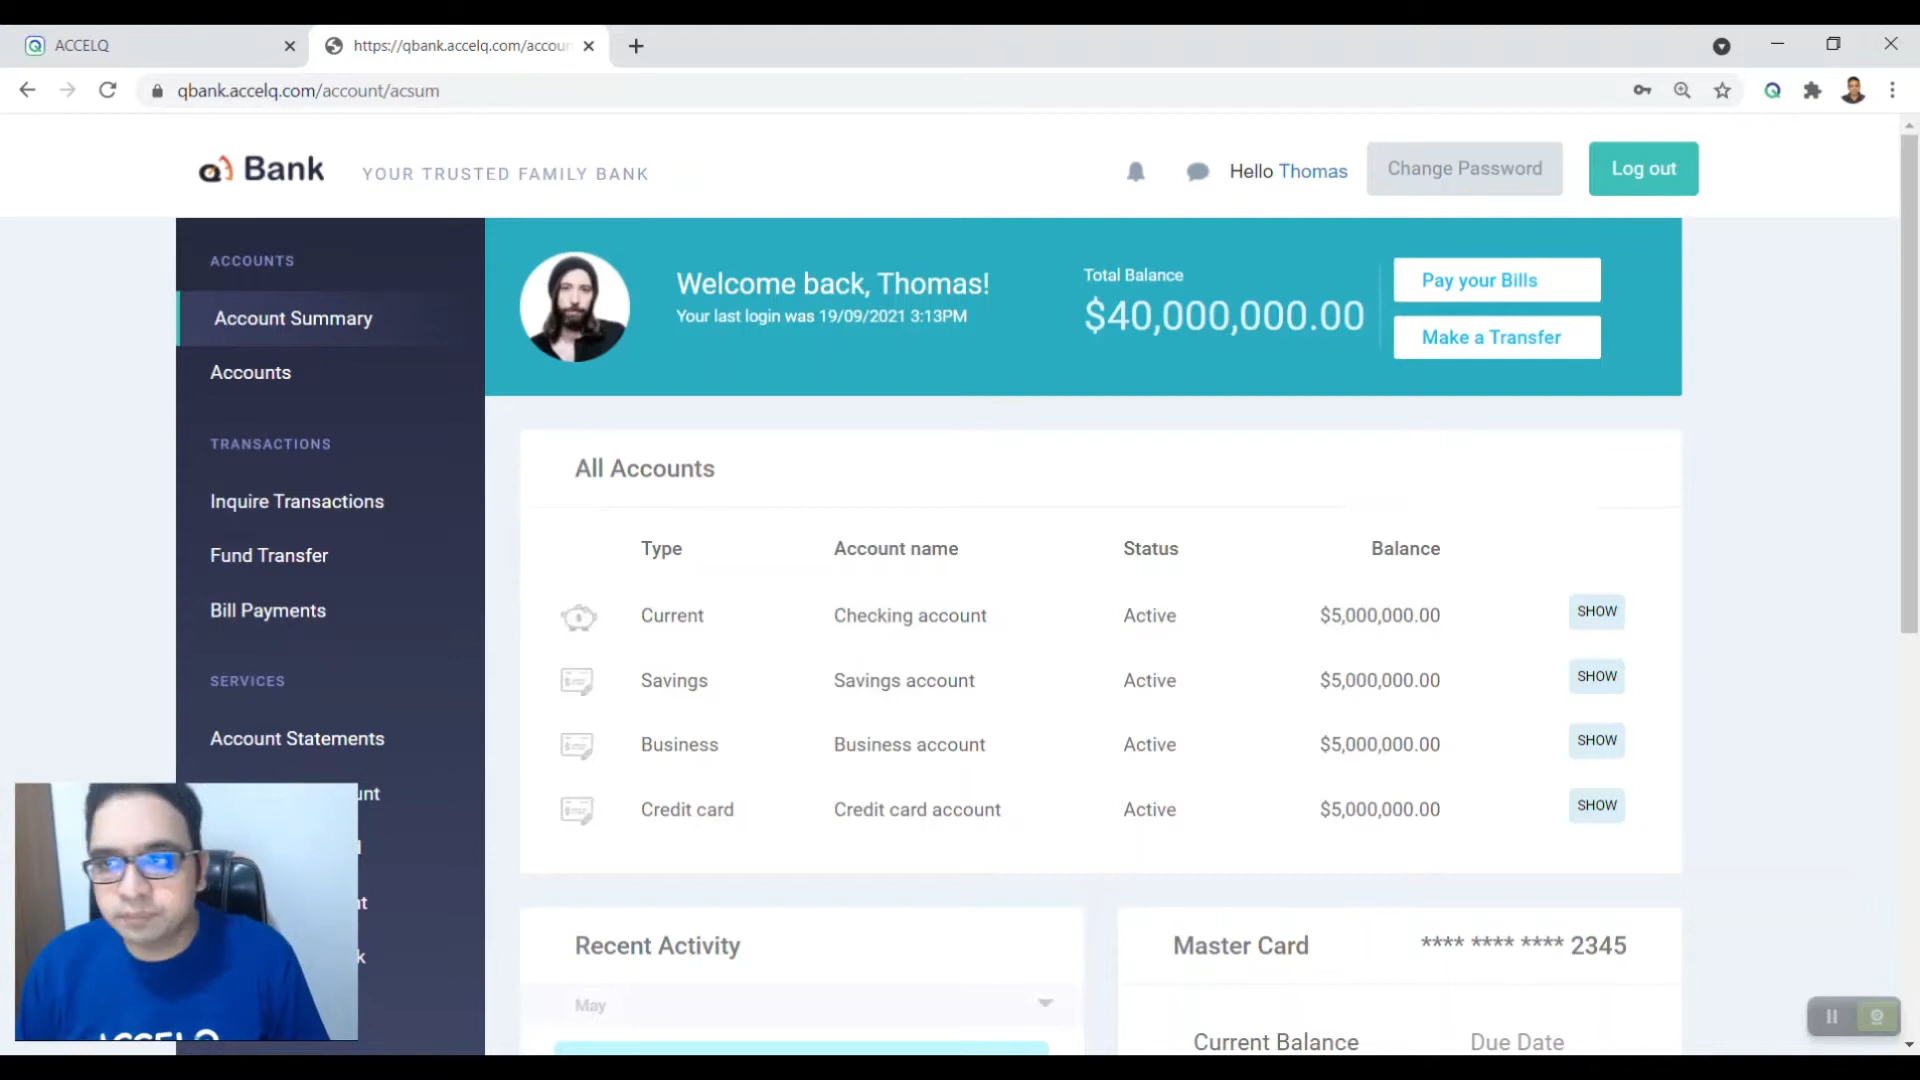 ACCELQ
https://qbank.accelq.com/accour
qbank.accelq.com/account/acsum
Bank
YOUR TRUSTED FAMILY BANK
Hello Thomas
Change Password
Log out
ACCOUNTS
Account Summary
Accounts
TRANSACTIONS
Inquire Transactions
Fund Transfer
Bill Payments
SERVICES
Account Statements
unt
nt
k
Welcome back, Thomas!
Your last login was 19/09/2021 3:13PM
Total Balance
$40,000,000.00
Pay your Bills
Make a Transfer
All Accounts
Type Account name Status Balance
Current Checking account Active $5,000,000.00 SHOW
Savings Savings account Active $5,000,000.00 SHOW
Business Business account Active $5,000,000.00 SHOW
Credit card Credit card account Active $5,000,000.00 SHOW
Recent Activity
May
Master Card **** **** **** 2345
Current Balance Due Date
ACCELQ